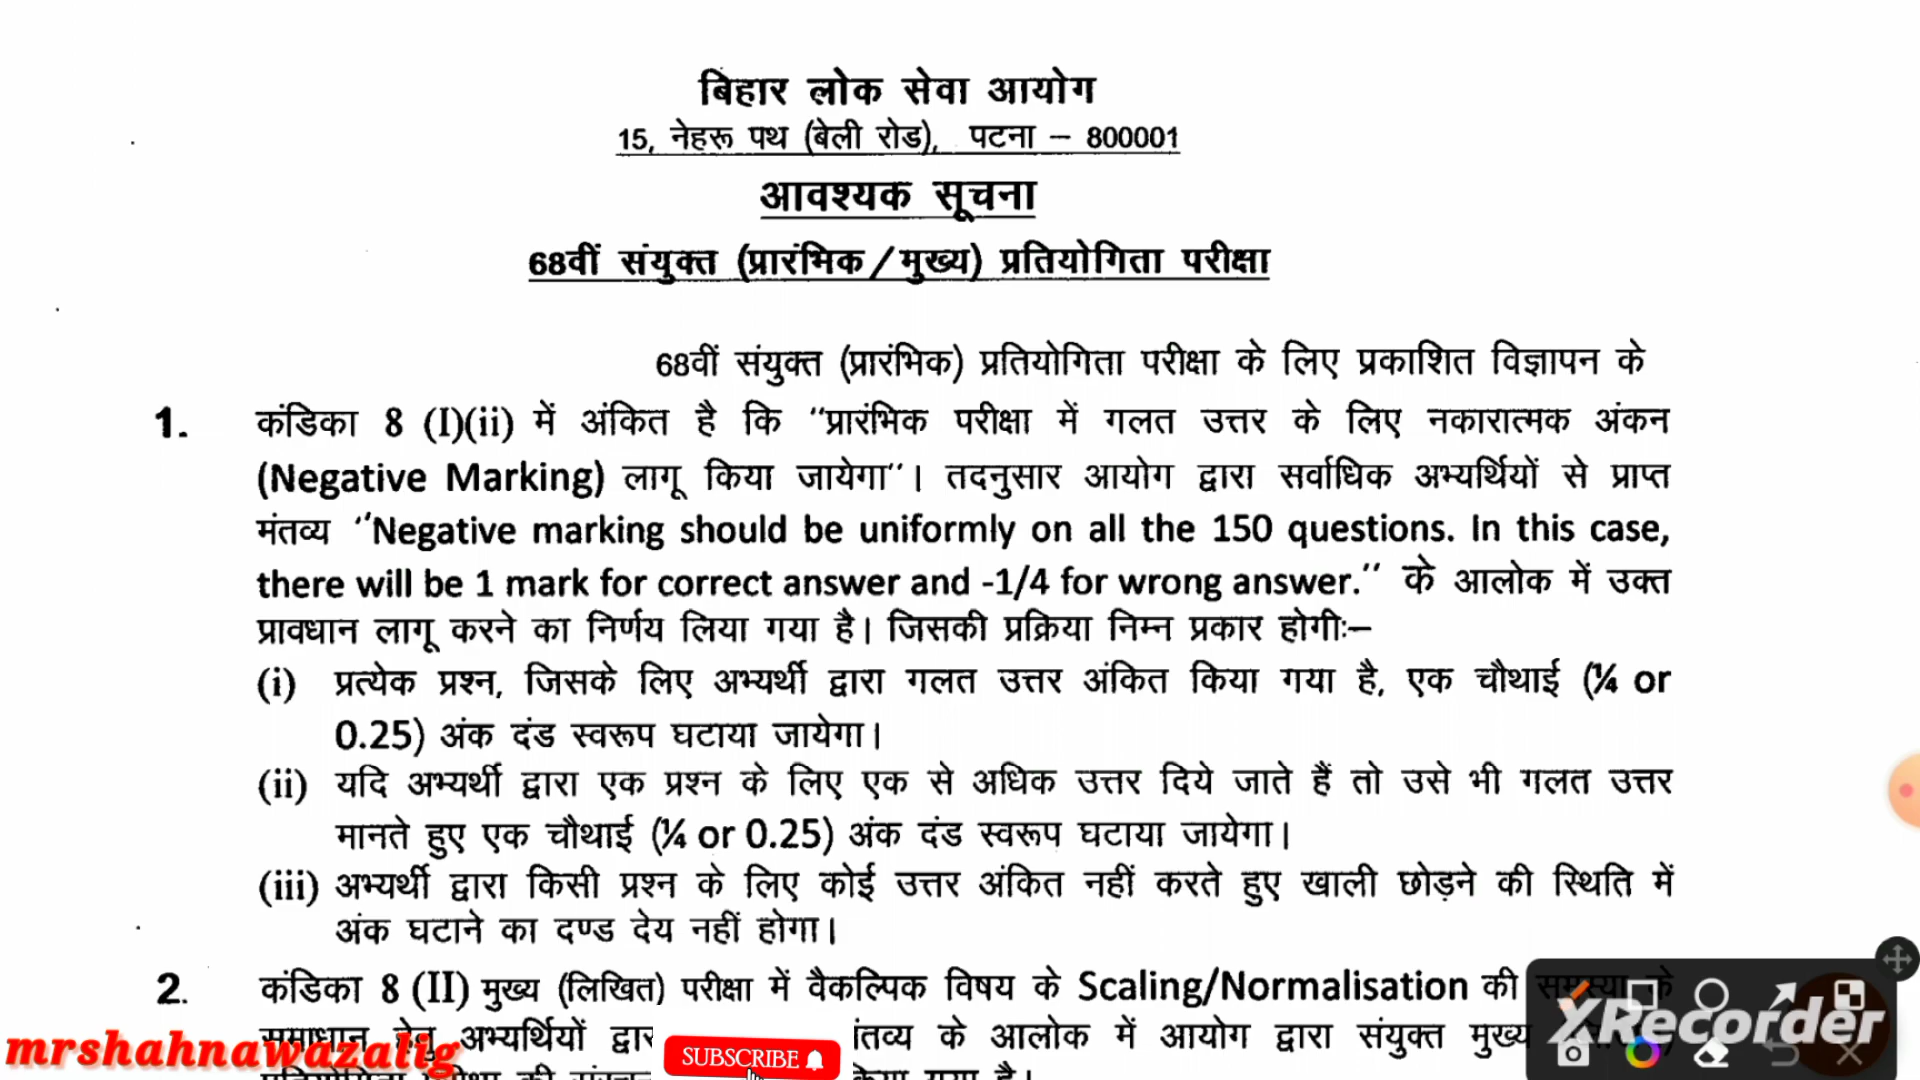 बिहार लोक सेवा आयोग
15, नेहरू पथ (बेली रोड), पटना – 800001
आवश्यक सूचना
68वीं संयुक्त (प्रारंभिक/मुख्य) प्रतियोगिता परीक्षा
68वीं संयुक्त (प्रारंभिक) प्रतियोगिता परीक्षा के लिए प्रकाशित विज्ञापन के
1. कंडिका 8 (I)(ii) में अंकित है कि "प्रारंभिक परीक्षा में गलत उत्तर के लिए नकारात्मक अंकन
(Negative Marking) लागू किया जायेगा"। तदनुसार आयोग द्वारा सर्वाधिक अभ्यर्थियों से प्राप्त
मंतव्य "Negative marking should be uniformly on all the 150 questions. In this case,
there will be 1 mark for correct answer and -1/4 for wrong answer." के आलोक में उक्त
प्रावधान लागू करने का निर्णय लिया गया है। जिसकी प्रक्रिया निम्न प्रकार होगीः–
(i) प्रत्येक प्रश्न, जिसके लिए अभ्यर्थी द्वारा गलत उत्तर अंकित किया गया है, एक चौथाई (¼ or
0.25) अंक दंड स्वरूप घटाया जायेगा।
(ii) यदि अभ्यर्थी द्वारा एक प्रश्न के लिए एक से अधिक उत्तर दिये जाते हैं तो उसे भी गलत उत्तर
मानते हुए एक चौथाई (¼ or 0.25) अंक दंड स्वरूप घटाया जायेगा।
(iii) अभ्यर्थी द्वारा किसी प्रश्न के लिए कोई उत्तर अंकित नहीं करते हुए खाली छोड़ने की स्थिति में
अंक घटाने का दण्ड देय नहीं होगा।
2. कंडिका 8 (II) मुख्य (लिखित) परीक्षा में वैकल्पिक विषय के Scaling/Normalisation की समस्या के
समाधान हेतु अभ्यर्थियों के आलोक में आयोग द्वारा संयुक्त मुख्य
mrshahnawazalig
SUBSCRIBE
XRecorder